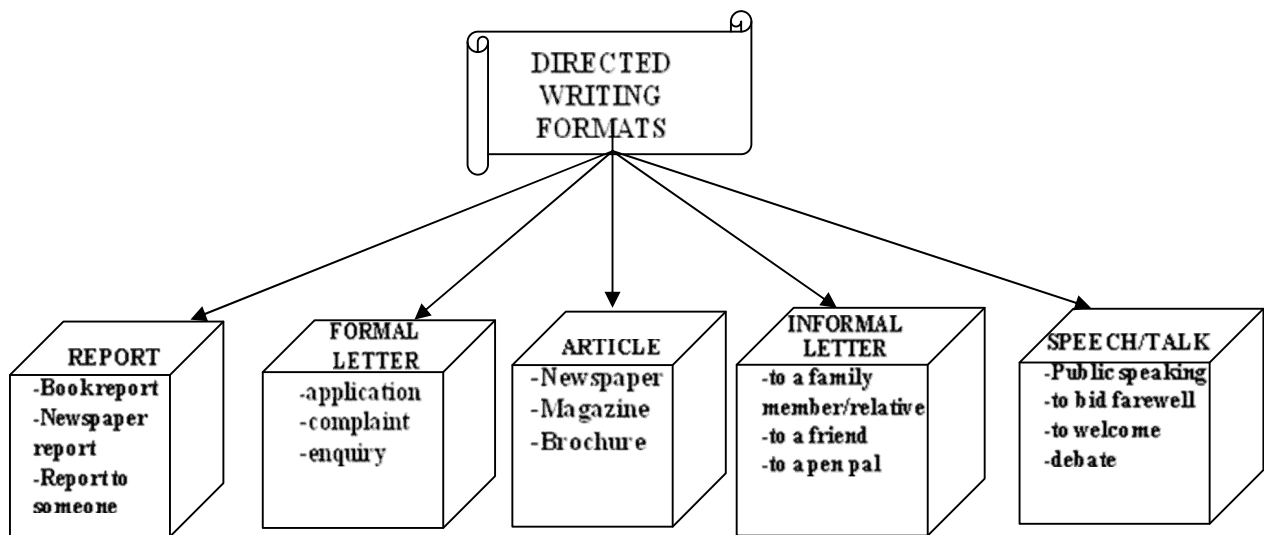 DIRECTED
WRITING
FORMATS
REPORT
-Book report
-Newspaper
report
-Report to
someone
FORMAL
LETTER
-application
-complaint
-enquiry
ARTICLE
-Newspaper
-Magazine
-Brochure
INFORMAL
LETTER
-to a family
member/relative
-to a friend
-to a pen pal
SPEECH/TALK
-Public speaking
-to bid farewell
-to welcome
-debate